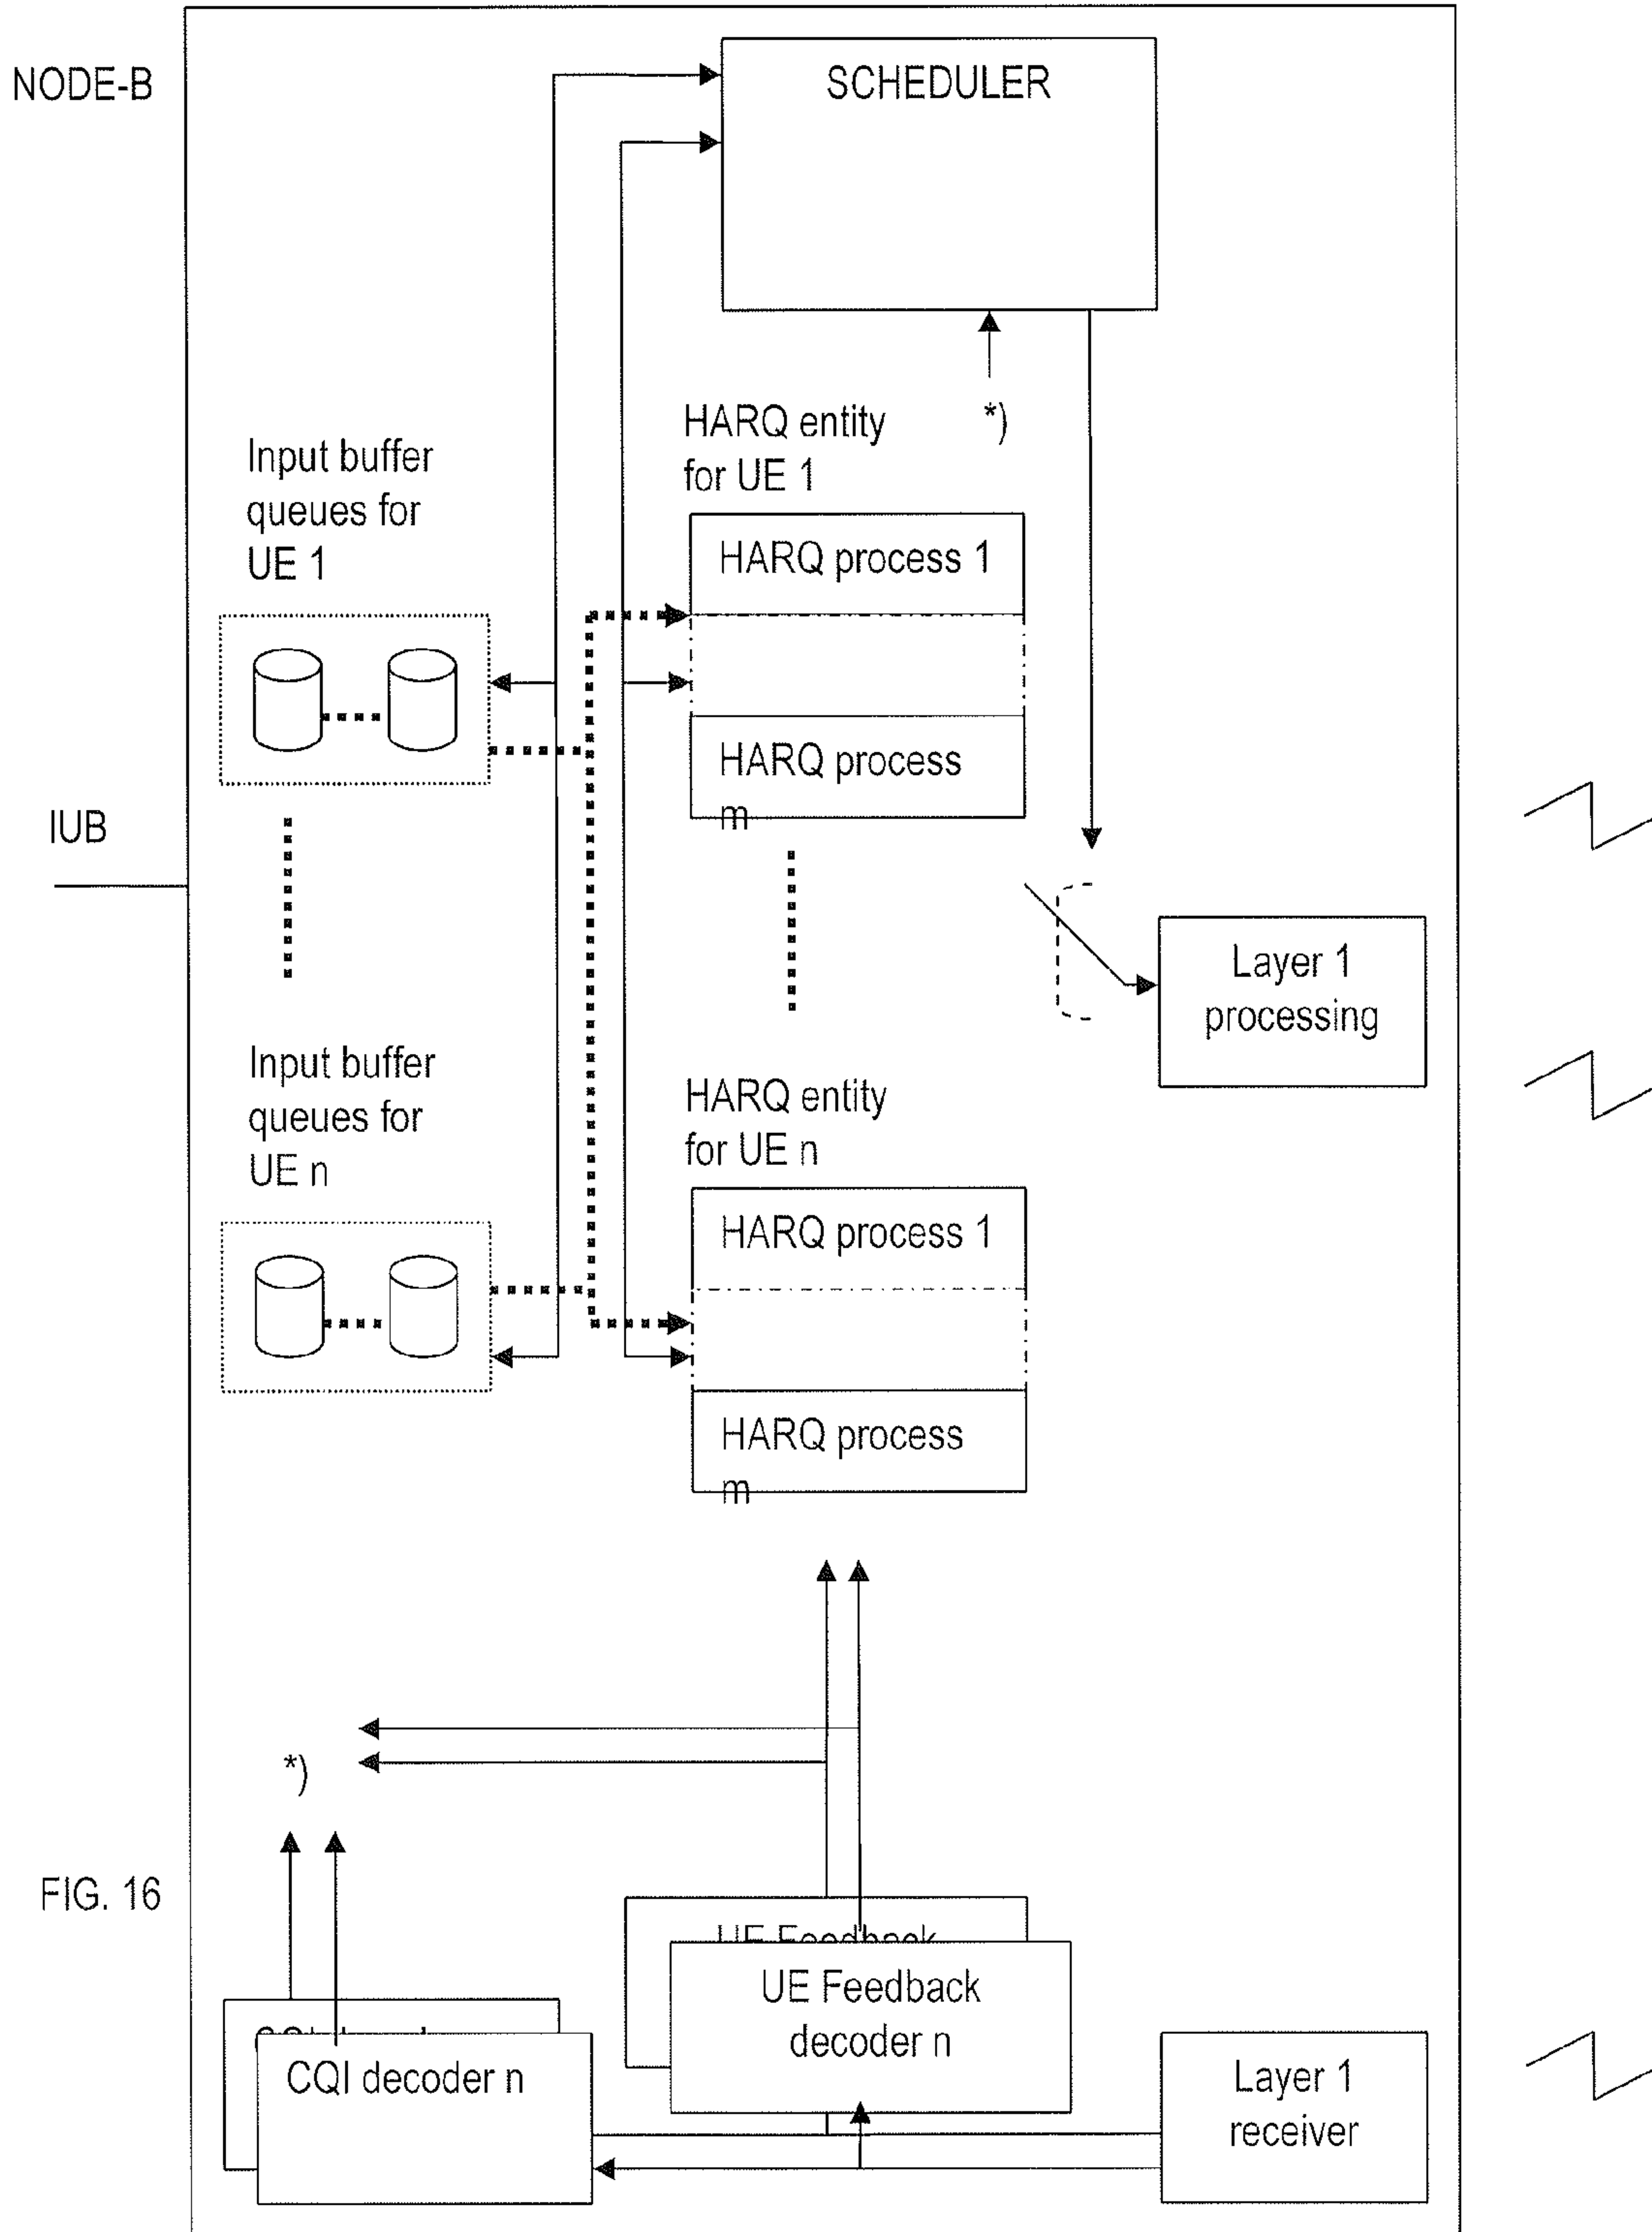 NODE-B
SCHEDULER
*)
HARQ entity
for UE 1
Input buffer
queues for
UE 1
HARQ process 1
HARQ process
m
IUB
Layer 1
processing
Input buffer
queues for
UE n
HARQ entity
for UE n
HARQ process 1
HARQ process
m
*)
FIG. 16
UE Feedback
UE Feedback
decoder n
CQI decoder n
Layer 1
receiver